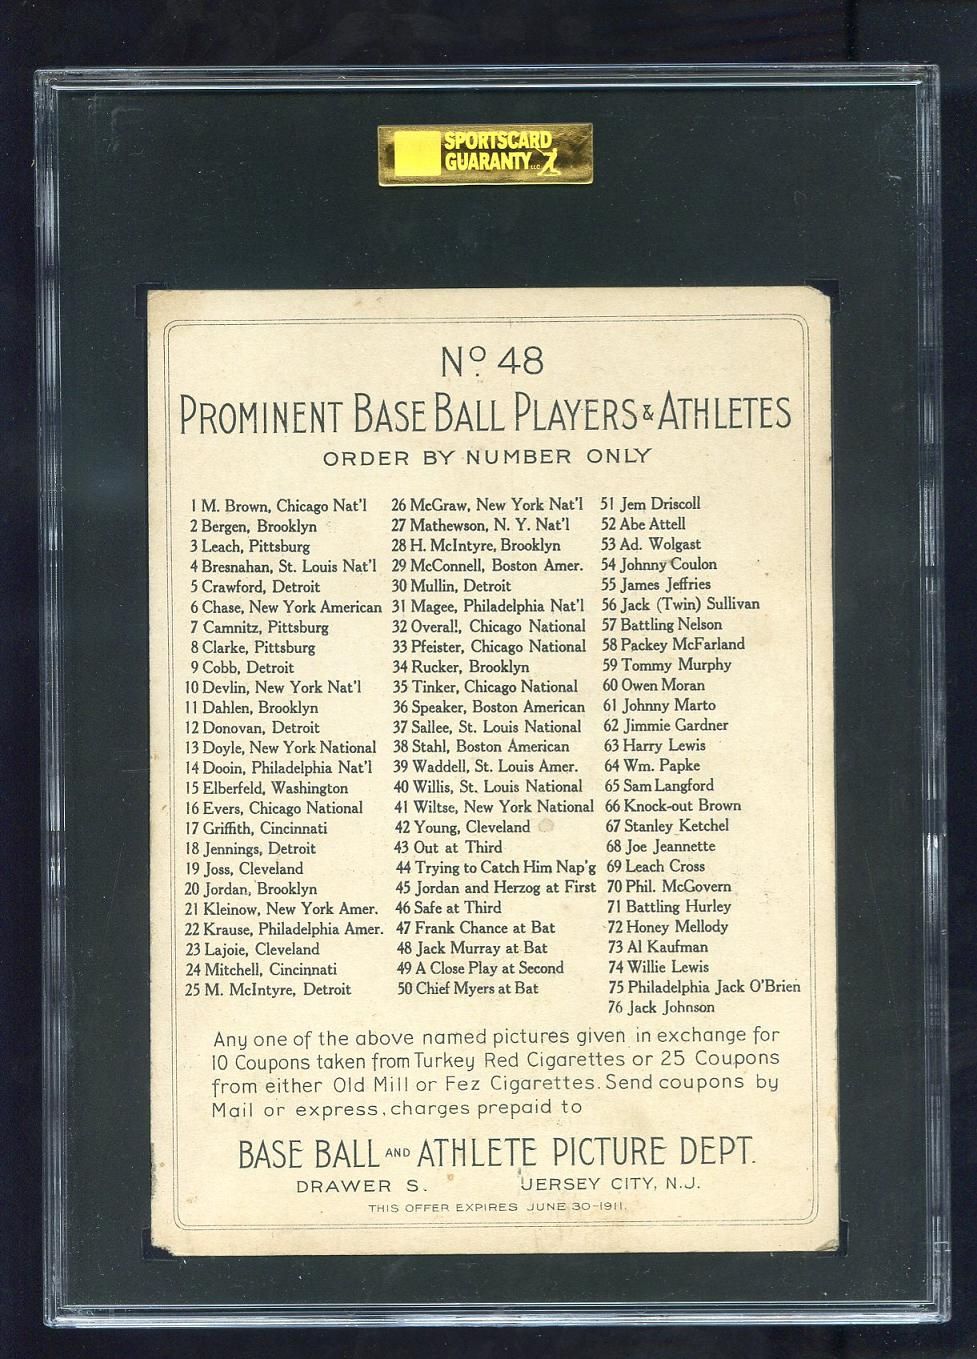 SPORTSCARD
GUARANTY LLC
No. 48
PROMINENT BASE BALL PLAYERS & ATHLETES
ORDER BY NUMBER ONLY
1 M. Brown, Chicago Nat'l
2 Bergen, Brooklyn
3 Leach, Pittsburg
4 Bresnahan, St. Louis Nat'l
5 Crawford, Detroit
6 Chase, New York American
7 Camnitz, Pittsburg
8 Clarke, Pittsburg
9 Cobb, Detroit
10 Devlin, New York Nat'l
11 Dahlen, Brooklyn
12 Donovan, Detroit
13 Doyle, New York National
14 Dooin, Philadelphia Nat'l
15 Elberfeld, Washington
16 Evers, Chicago National
17 Griffith, Cincinnati
18 Jennings, Detroit
19 Joss, Cleveland
20 Jordan, Brooklyn
21 Kleinow, New York Amer.
22 Krause, Philadelphia Amer.
23 Lajoie, Cleveland
24 Mitchell, Cincinnati
25 M. McIntyre, Detroit
26 McGraw, New York Nat'l
27 Mathewson, N. Y. Nat'l
28 H. McIntyre, Brooklyn
29 McConnell, Boston Amer.
30 Mullin, Detroit
31 Magee, Philadelphia Nat'l
32 Overall, Chicago National
33 Pfeister, Chicago National
34 Rucker, Brooklyn
35 Tinker, Chicago National
36 Speaker, Boston American
37 Sallee, St. Louis National
38 Stahl, Boston American
39 Waddell, St. Louis Amer.
40 Willis, St. Louis National
41 Wiltse, New York National
42 Young, Cleveland
43 Out at Third
44 Trying to Catch Him Nap'g
45 Jordan and Herzog at First
46 Safe at Third
47 Frank Chance at Bat
48 Jack Murray at Bat
49 A Close Play at Second
50 Chief Myers at Bat
51 Jem Driscoll
52 Abe Attell
53 Ad. Wolgast
54 Johnny Coulon
55 James Jeffries
56 Jack (Twin) Sullivan
57 Battling Nelson
58 Packey McFarland
59 Tommy Murphy
60 Owen Moran
61 Johnny Marto
62 Jimmie Gardner
63 Harry Lewis
64 Wm. Papke
65 Sam Langford
66 Knock-out Brown
67 Stanley Ketchel
68 Joe Jeannette
69 Leach Cross
70 Phil. McGovern
71 Battling Hurley
72 Honey Mellody
73 Al Kaufman
74 Willie Lewis
75 Philadelphia Jack O'Brien
76 Jack Johnson
Any one of the above named pictures given in exchange for
10 Coupons taken from Turkey Red Cigarettes or 25 Coupons
from either Old Mill or Fez Cigarettes. Send coupons by
Mail or express, charges prepaid to
BASE BALL AND ATHLETE PICTURE DEPT.
DRAWER S. JERSEY CITY, N.J.
THIS OFFER EXPIRES JUNE 30-1911.